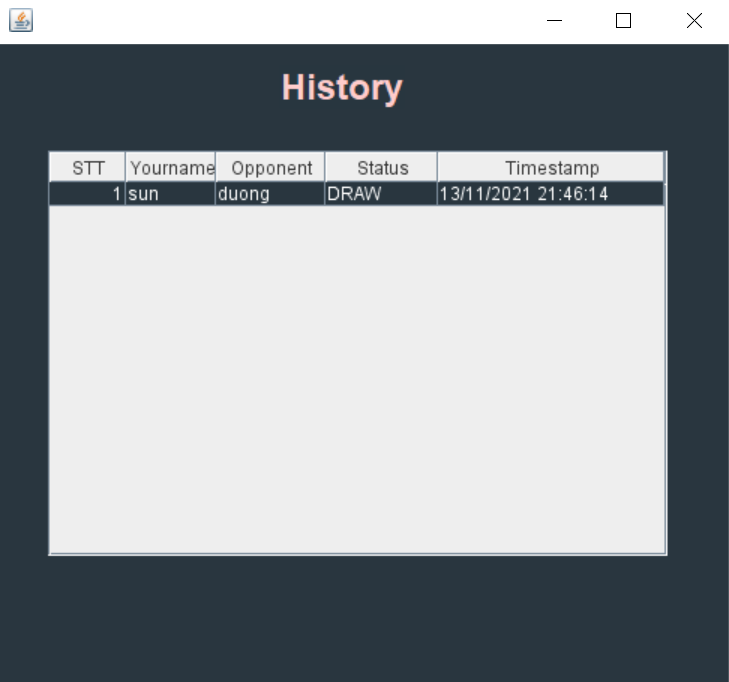 History
STT Yourname Opponent Status Timestamp
1 sun duong DRAW 13/11/2021 21:46:14